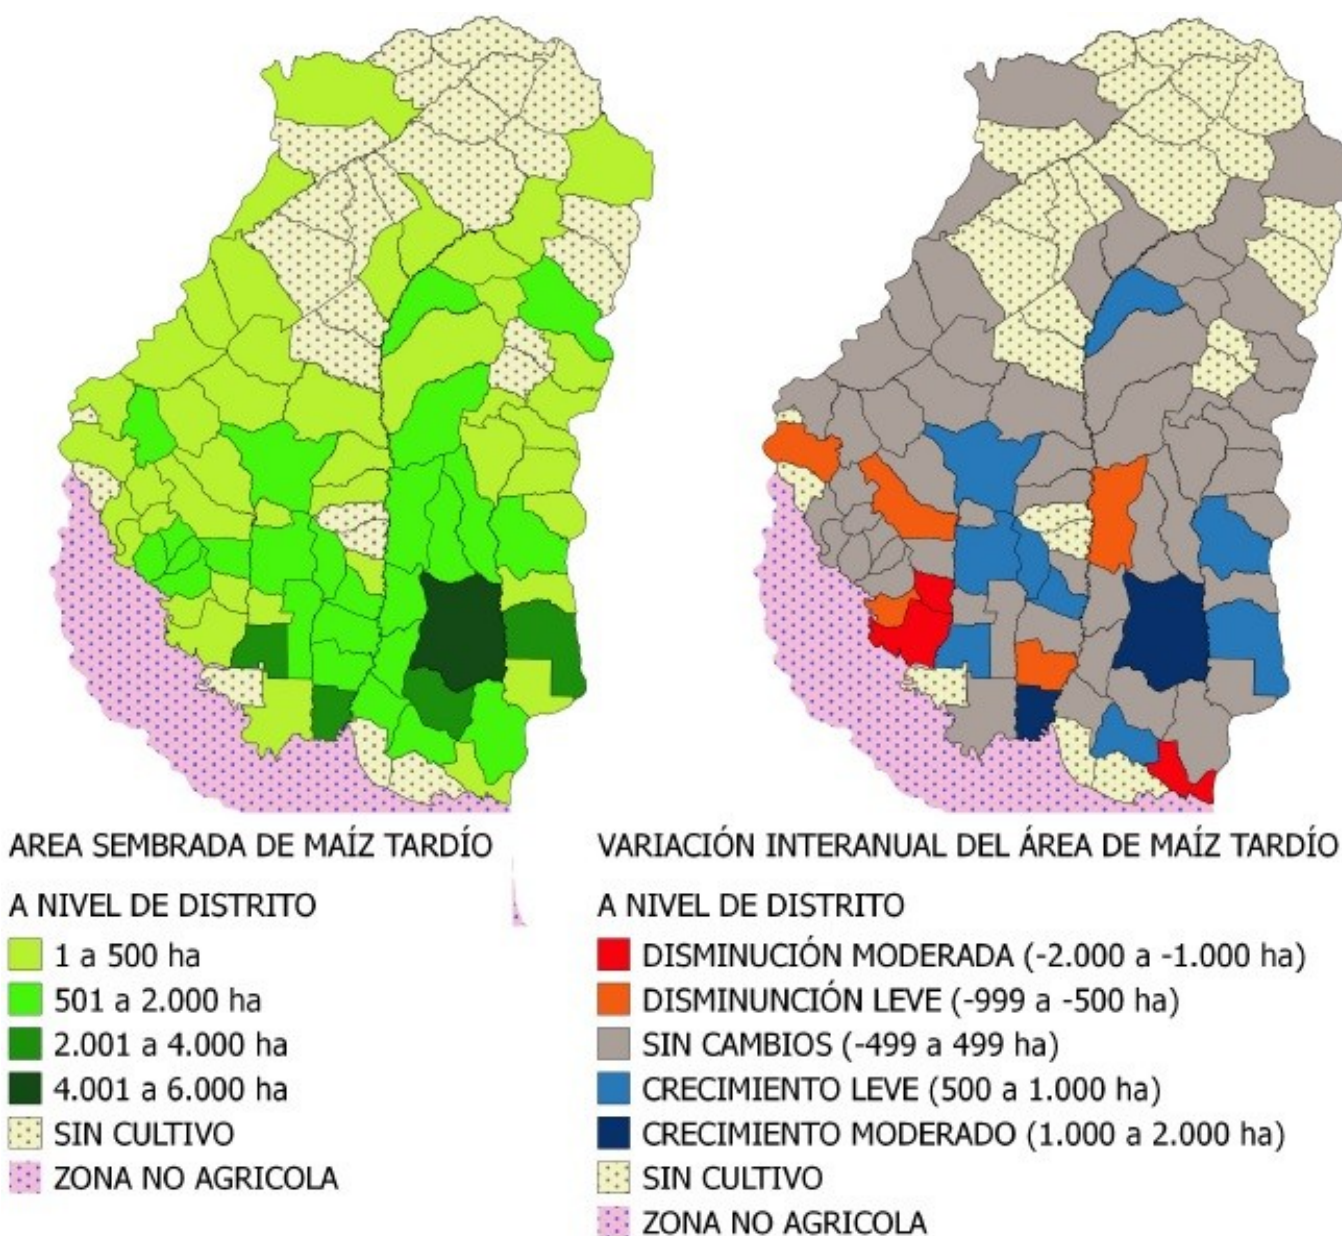 AREA SEMBRADA DE MAÍZ TARDÍO
A NIVEL DE DISTRITO
1 a 500 ha
501 a 2.000 ha
2.001 a 4.000 ha
4.001 a 6.000 ha
SIN CULTIVO
ZONA NO AGRICOLA
VARIACIÓN INTERANUAL DEL ÁREA DE MAÍZ TARDÍO
A NIVEL DE DISTRITO
DISMINUCIÓN MODERADA (-2.000 a -1.000 ha)
DISMINUNCIÓN LEVE (-999 a -500 ha)
SIN CAMBIOS (-499 a 499 ha)
CRECIMIENTO LEVE (500 a 1.000 ha)
CRECIMIENTO MODERADO (1.000 a 2.000 ha)
SIN CULTIVO
ZONA NO AGRICOLA